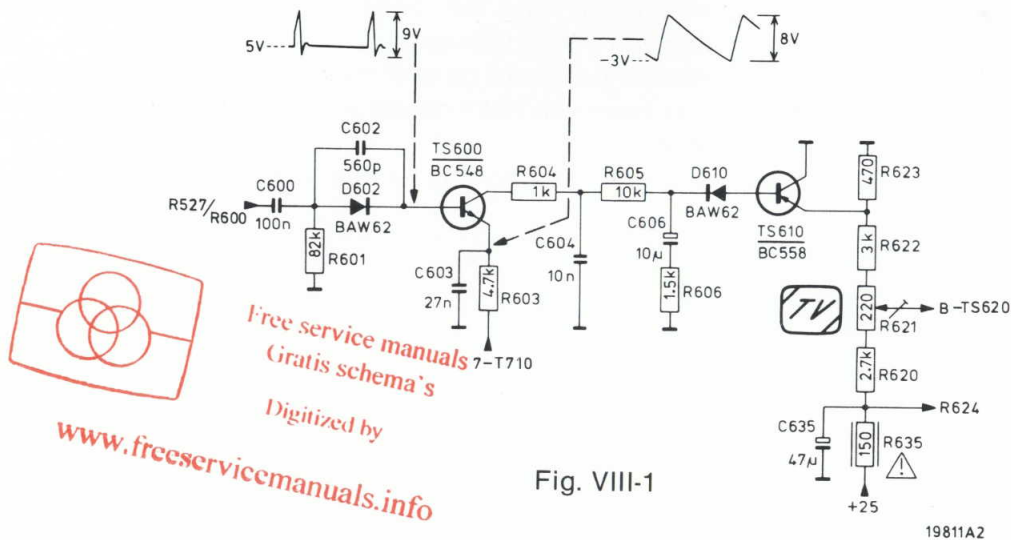 5V
9V
-3V
8V
C602
560p
TS600
BC548
R604
1k
R605
10k
D610
BAW62
470
R623
C600
100n
D602
BAW62
R527/
R600
82k
R601
C603
27n
4.7k
R603
7-T710
C604
10n
C606
10µ
1.5k
R606
TS610
BC558
3k
R622
TV
220
R621
B-TS620
2.7k
R620
R624
C635
47µ
150
R635
+25
Free service manuals
Gratis schema's
Digitized by
www.freeservicemanuals.info
Fig. VIII-1
19811A2